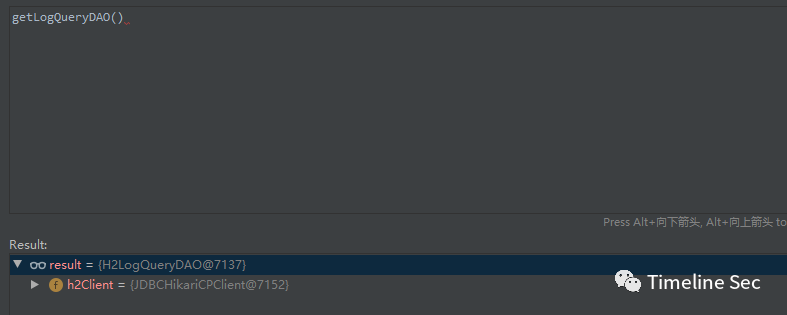 getLogQueryDAO()
Press Alt+向下箭头, Alt+向上箭头 to
Result:
result = {H2LogQueryDAO@7137}
f h2Client = {JDBCHikariCPClient@7152}
Timeline Sec